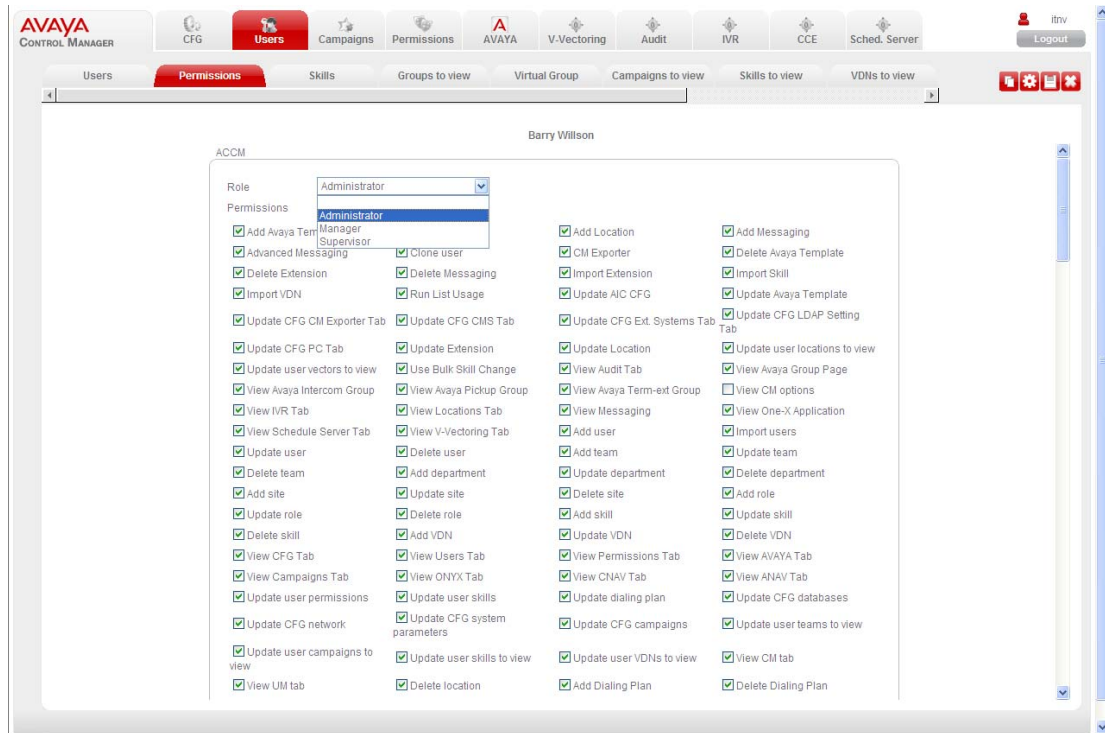 AVAYA
CONTROL MANAGER
CFG Users Campaigns Permissions AVAYA V-Vectoring Audit IVR CCE Sched. Server
itnv
Logout
Users Permissions Skills Groups to view Virtual Group Campaigns to view Skills to view VDNs to view
Barry Willson
ACCM
Role Administrator
Permissions
Administrator
Manager
Supervisor
Add Avaya Add Location Add Messaging
Advanced Messaging Clone user CM Exporter Delete Avaya Template
Delete Extension Delete Messaging Import Extension Import Skill
Import VDN Run List Usage Update AIC CFG Update Avaya Template
Update CFG CM Exporter Tab Update CFG CMS Tab Update CFG Ext. Systems Tab Update CFG LDAP Setting
Tab
Update CFG PC Tab Update Extension Update Location Update user locations to view
Update user vectors to view Use Bulk Skill Change View Audit Tab View Avaya Group Page
View Avaya Intercom Group View Avaya Pickup Group View Avaya Term-ext Group View CM options
View IVR Tab View Locations Tab View Messaging View One-X Application
View Schedule Server Tab View V-Vectoring Tab Add user Import users
Update user Delete user Add team Update team
Delete team Add department Update department Delete department
Add site Update site Delete site Add role
Update role Delete role Add skill Update skill
Delete skill Add VDN Update VDN Delete VDN
View CFG Tab View Users Tab View Permissions Tab View AVAYA Tab
View Campaigns Tab View ONYX Tab View CNAV Tab View ANAV Tab
Update user permissions Update user skills Update dialing plan Update CFG databases
Update CFG network Update CFG system
parameters Update CFG campaigns Update user teams to view
Update user campaigns to
view Update user skills to view Update user VDNs to view View CM tab
View UM tab Delete location Add Dialing Plan Delete Dialing Plan